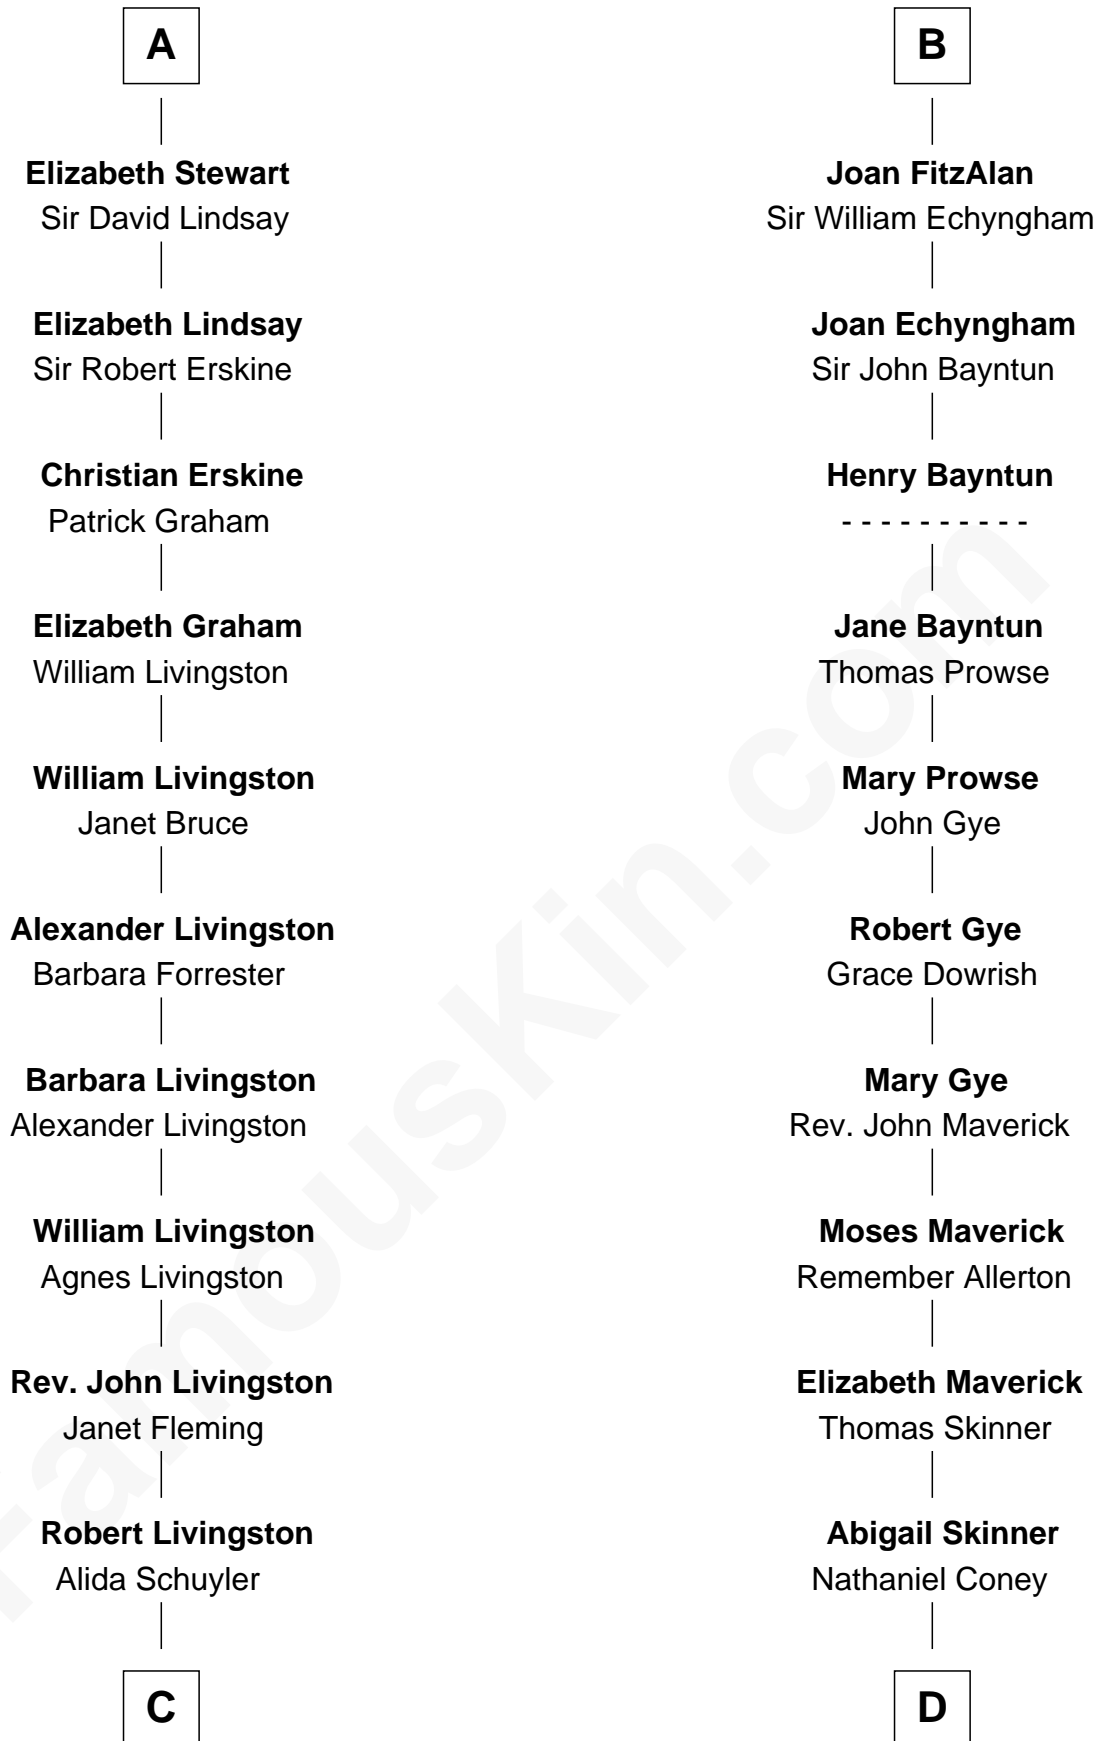 A
Elizabeth Stewart
Sir David Lindsay
Elizabeth Lindsay
Sir Robert Erskine
Christian Erskine
Patrick Graham
Elizabeth Graham
William Livingston
William Livingston
Janet Bruce
Alexander Livingston
Barbara Forrester
Barbara Livingston
Alexander Livingston
William Livingston
Agnes Livingston
Rev. John Livingston
Janet Fleming
Robert Livingston
Alida Schuyler
C
B
Joan FitzAlan
Sir William Echyngham
Joan Echyngham
Sir John Bayntun
Henry Bayntun
- - - - - - - - - -
Jane Bayntun
Thomas Prowse
Mary Prowse
John Gye
Robert Gye
Grace Dowrish
Mary Gye
Rev. John Maverick
Moses Maverick
Remember Allerton
Elizabeth Maverick
Thomas Skinner
Abigail Skinner
Nathaniel Coney
D
FamousKin.com